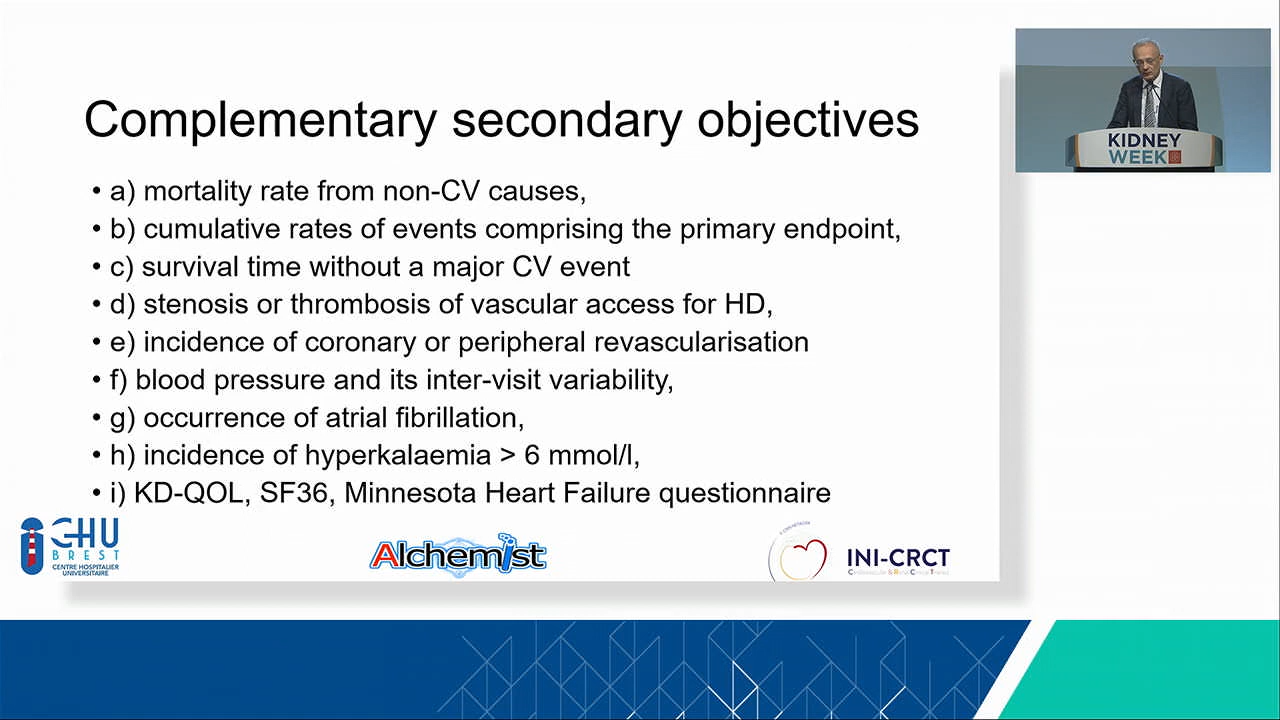 Complementary secondary objectives
• a) mortality rate from non-CV causes,
• b) cumulative rates of events comprising the primary endpoint,
• c) survival time without a major CV event
• d) stenosis or thrombosis of vascular access for HD,
• e) incidence of coronary or peripheral revascularisation
• f) blood pressure and its inter-visit variability,
• g) occurrence of atrial fibrillation,
• h) incidence of hyperkalaemia > 6 mmol/l,
• i) KD-QOL, SF36, Minnesota Heart Failure questionnaire
CHU
BREST
CENTRE HOSPITALIER
UNIVERSITAIRE
Alchemist
INI-CRCT
KIDNEY
WEEK